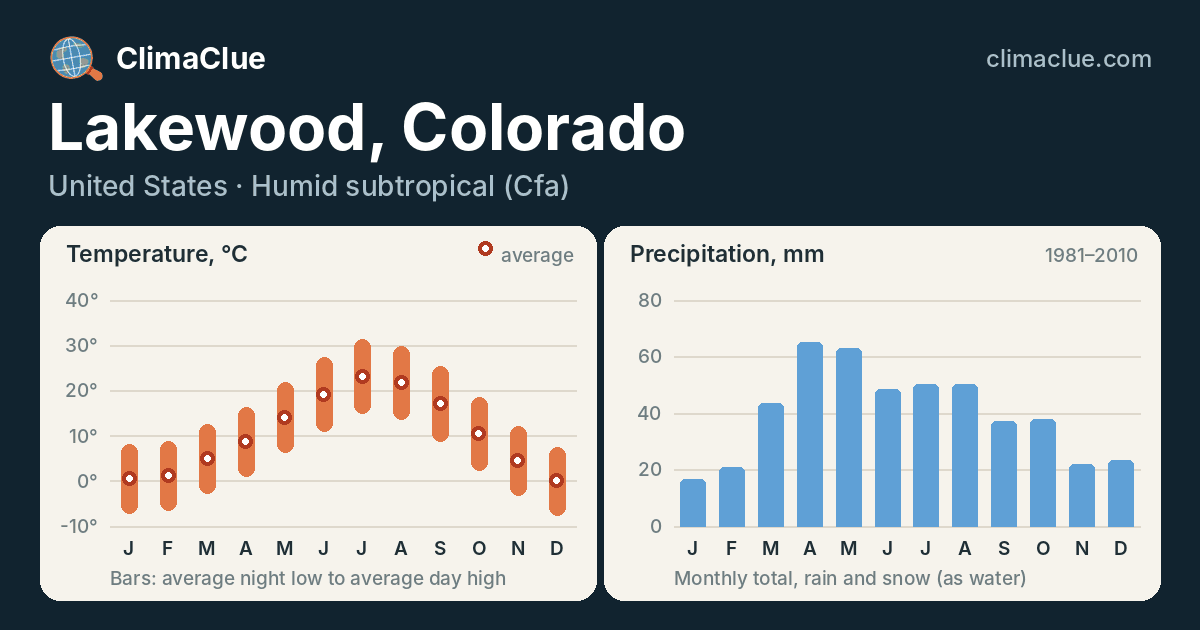 ClimaClue
climaclue.com
Lakewood, Colorado
United States · Humid subtropical (Cfa)
Temperature, °C
average
40°
30°
20°
10°
0°
-10°
J F M A M J J A S O N D
Bars: average night low to average day high
Precipitation, mm
1981–2010
80
60
40
20
0
J F M A M J J A S O N D
Monthly total, rain and snow (as water)